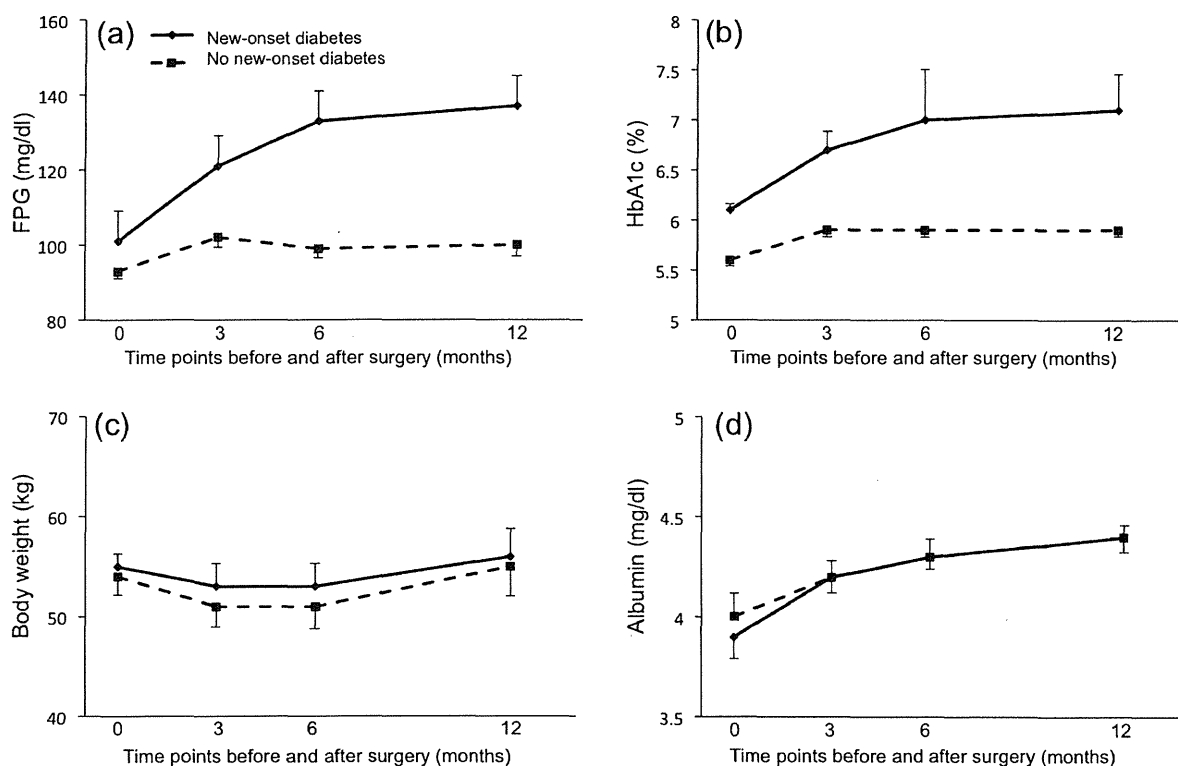 (a)
New-onset diabetes
No new-onset diabetes
FPG (mg/dl)
160
140
120
100
80
0 3 6 12
Time points before and after surgery (months)
(b)
HbA1c (%)
8
7.5
7
6.5
6
5.5
5
0 3 6 12
Time points before and after surgery (months)
(c)
Body weight (kg)
70
60
50
40
0 3 6 12
Time points before and after surgery (months)
(d)
Albumin (mg/dl)
5
4.5
4
3.5
0 3 6 12
Time points before and after surgery (months)